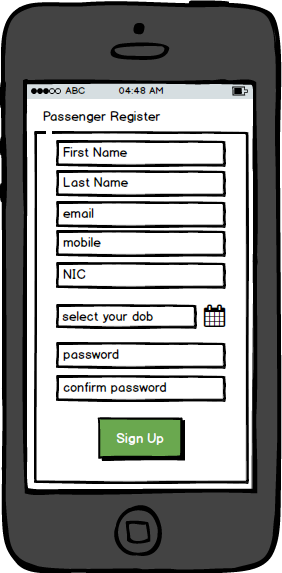 ABC 04:48 AM
Passenger Register
First Name
Last Name
email
mobile
NIC
select your dob
password
confirm password
Sign Up